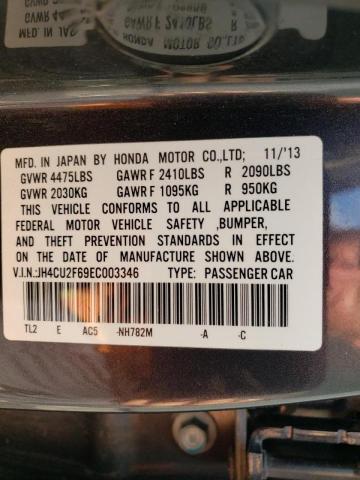 MFD. IN JAPAN BY HONDA MOTOR CO.,LTD; 11/'13
GVWR 4475LBS GAWR F 2410LBS R 2090LBS
GVWR 2030KG GAWR F 1095KG R 950KG
THIS VEHICLE CONFORMS TO ALL APPLICABLE
FEDERAL MOTOR VEHICLE SAFETY ,BUMPER,
AND THEFT PREVENTION STANDARDS IN EFFECT
ON THE DATE OF MANUFACTURE SHOWN ABOVE.
V.I.N.:JH4CU2F69EC003346 TYPE: PASSENGER CAR
TL2 E AC5 -NH782M -A -C